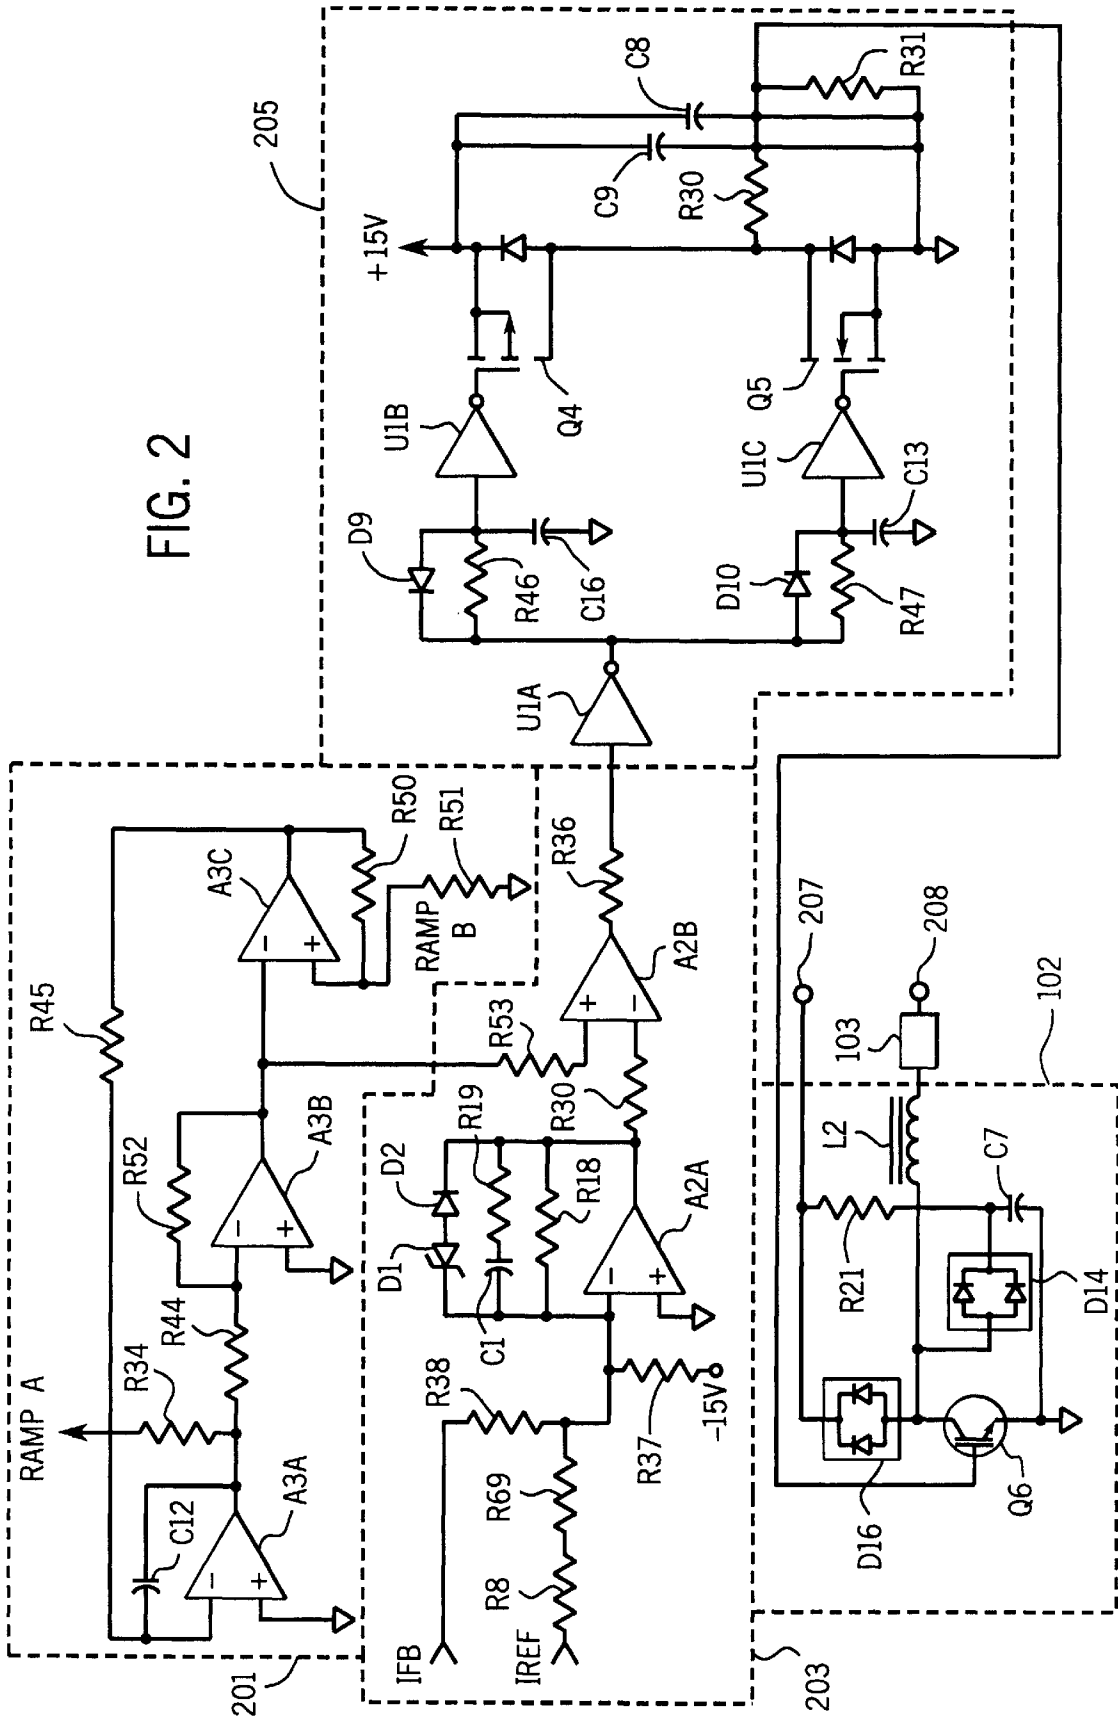 FIG. 2
201
RAMP A
R34
C12
A3A
R44
R52
A3B
R45
A3C
R50
R51
RAMP
B
-
+
-
+
-
+
203
IFB
IREF
R8
R69
R38
R37
-15V
C1
D1
D2
R19
R18
A2A
R30
R53
A2B
R36
-
+
+
-
205
U1A
D9
R46
C16
U1B
Q4
+15V
D10
R47
C13
U1C
Q5
C9
C8
R30
R31
102
D16
Q6
R21
L2
C7
D14
103
207
208